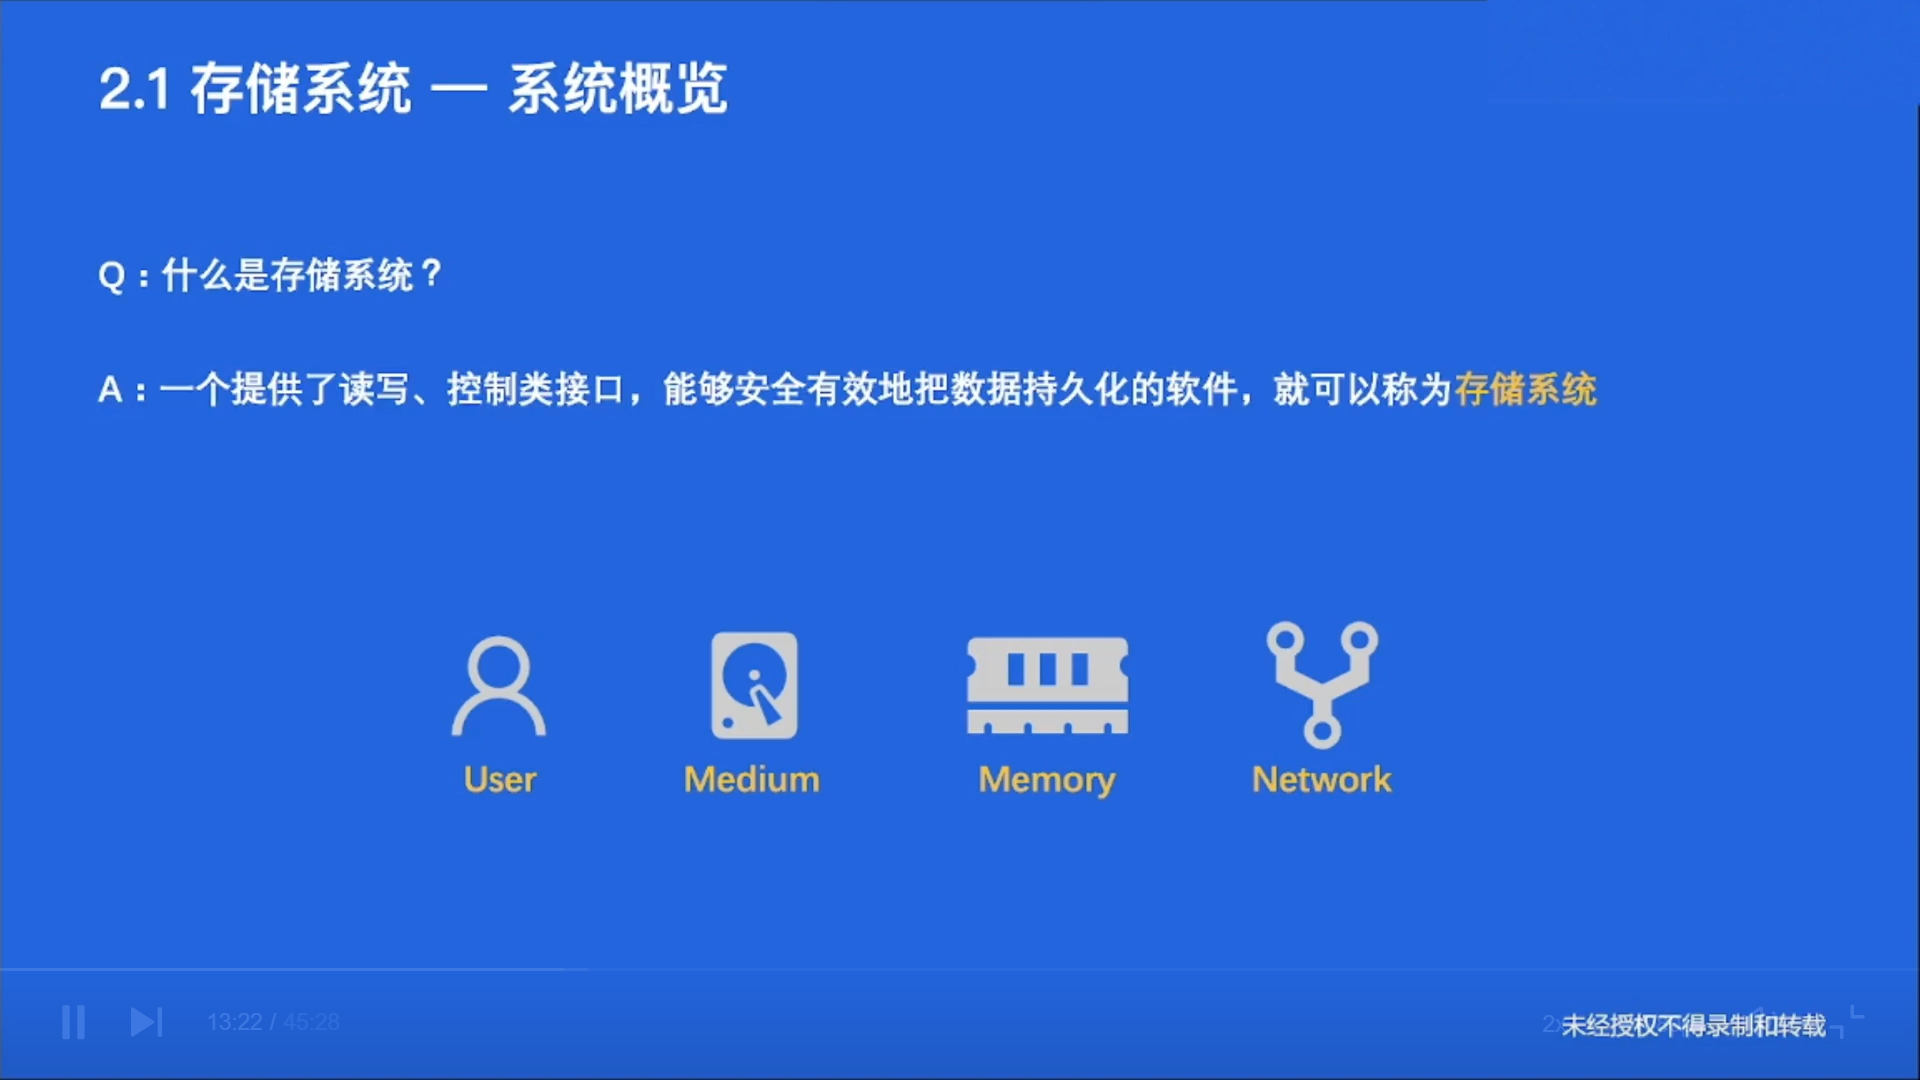 2.1 存储系统 — 系统概览
Q：什么是存储系统？
A：一个提供了读写、控制类接口，能够安全有效地把数据持久化的软件，就可以称为存储系统
User
Medium
Memory
Network
13:22 / 45:28
2x
未经授权不得录制和转载